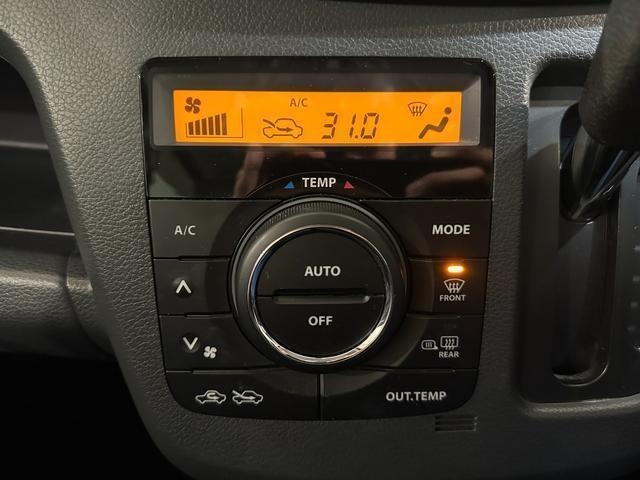 A/C
31.0
TEMP
A/C
MODE
AUTO
OFF
FRONT
REAR
OUT.TEMP